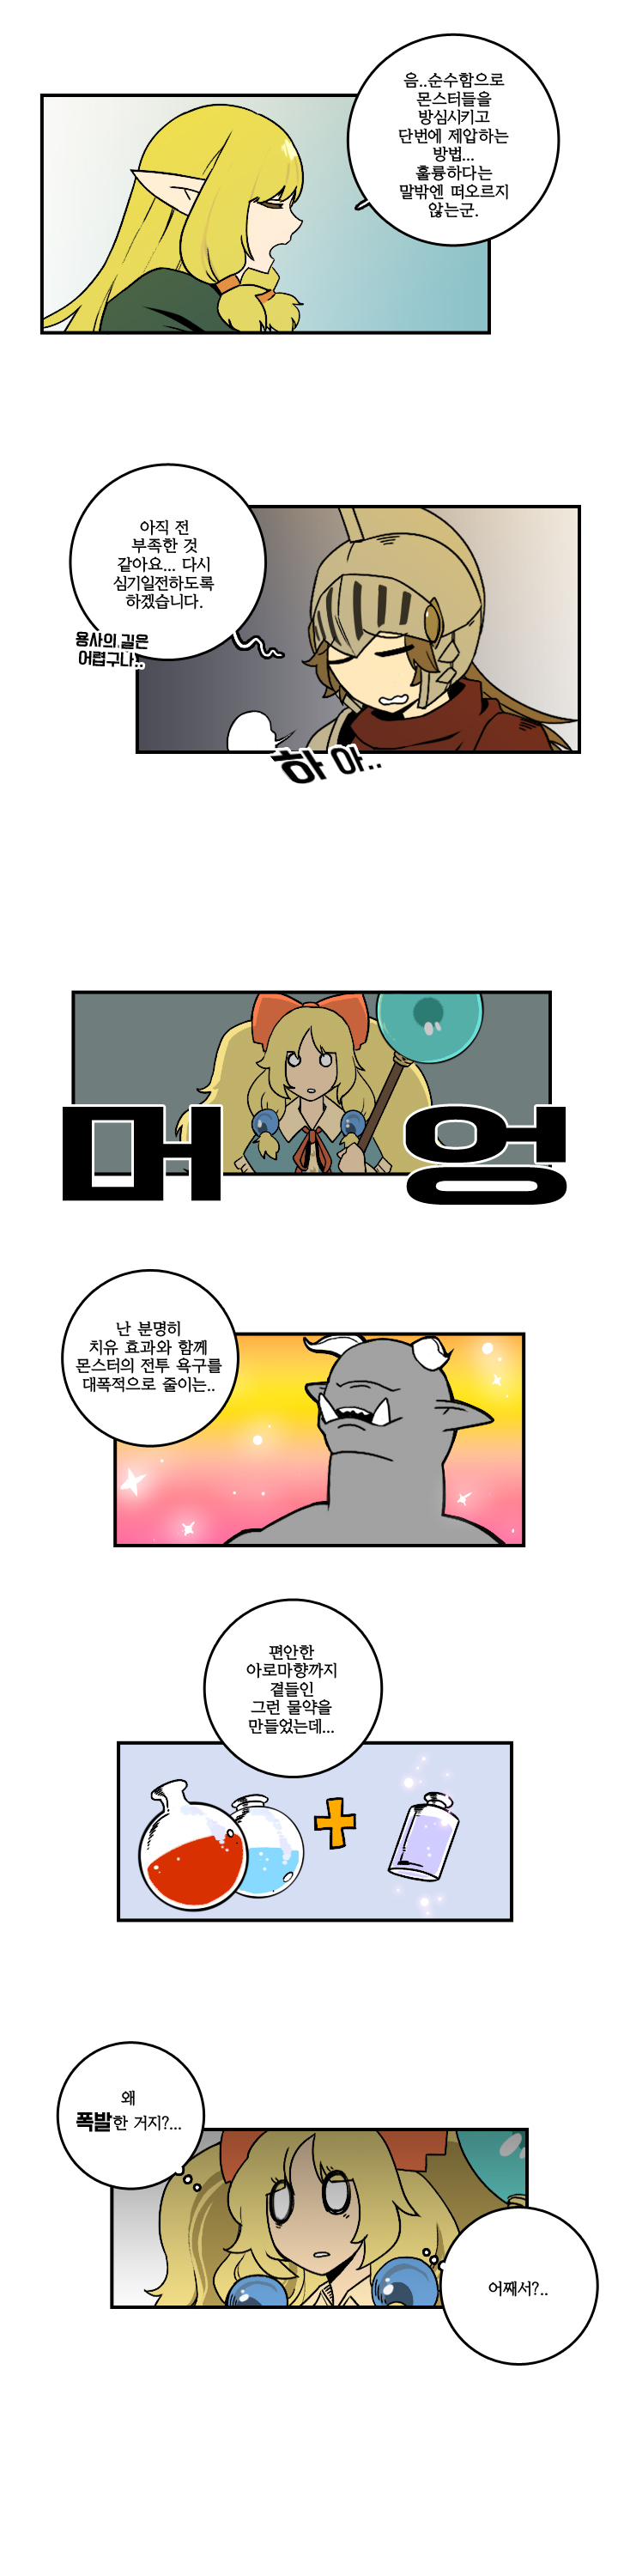 음..순수함으로
몬스터들을
방심시키고
단번에 제압하는
방법...
훌륭하다는
말밖엔 떠오르지
않는군.
아직 전
부족한 것
같아요... 다시
심기일전하도록
하겠습니다.
용사의 길은
어렵구나..
하아..
머엉
난 분명히
치유 효과와 함께
몬스터의 전투 욕구를
대폭적으로 줄이는..
편안한
아로마향까지
곁들인
그런 물약을
만들었는데...
왜
폭발한 거지?...
어째서?..